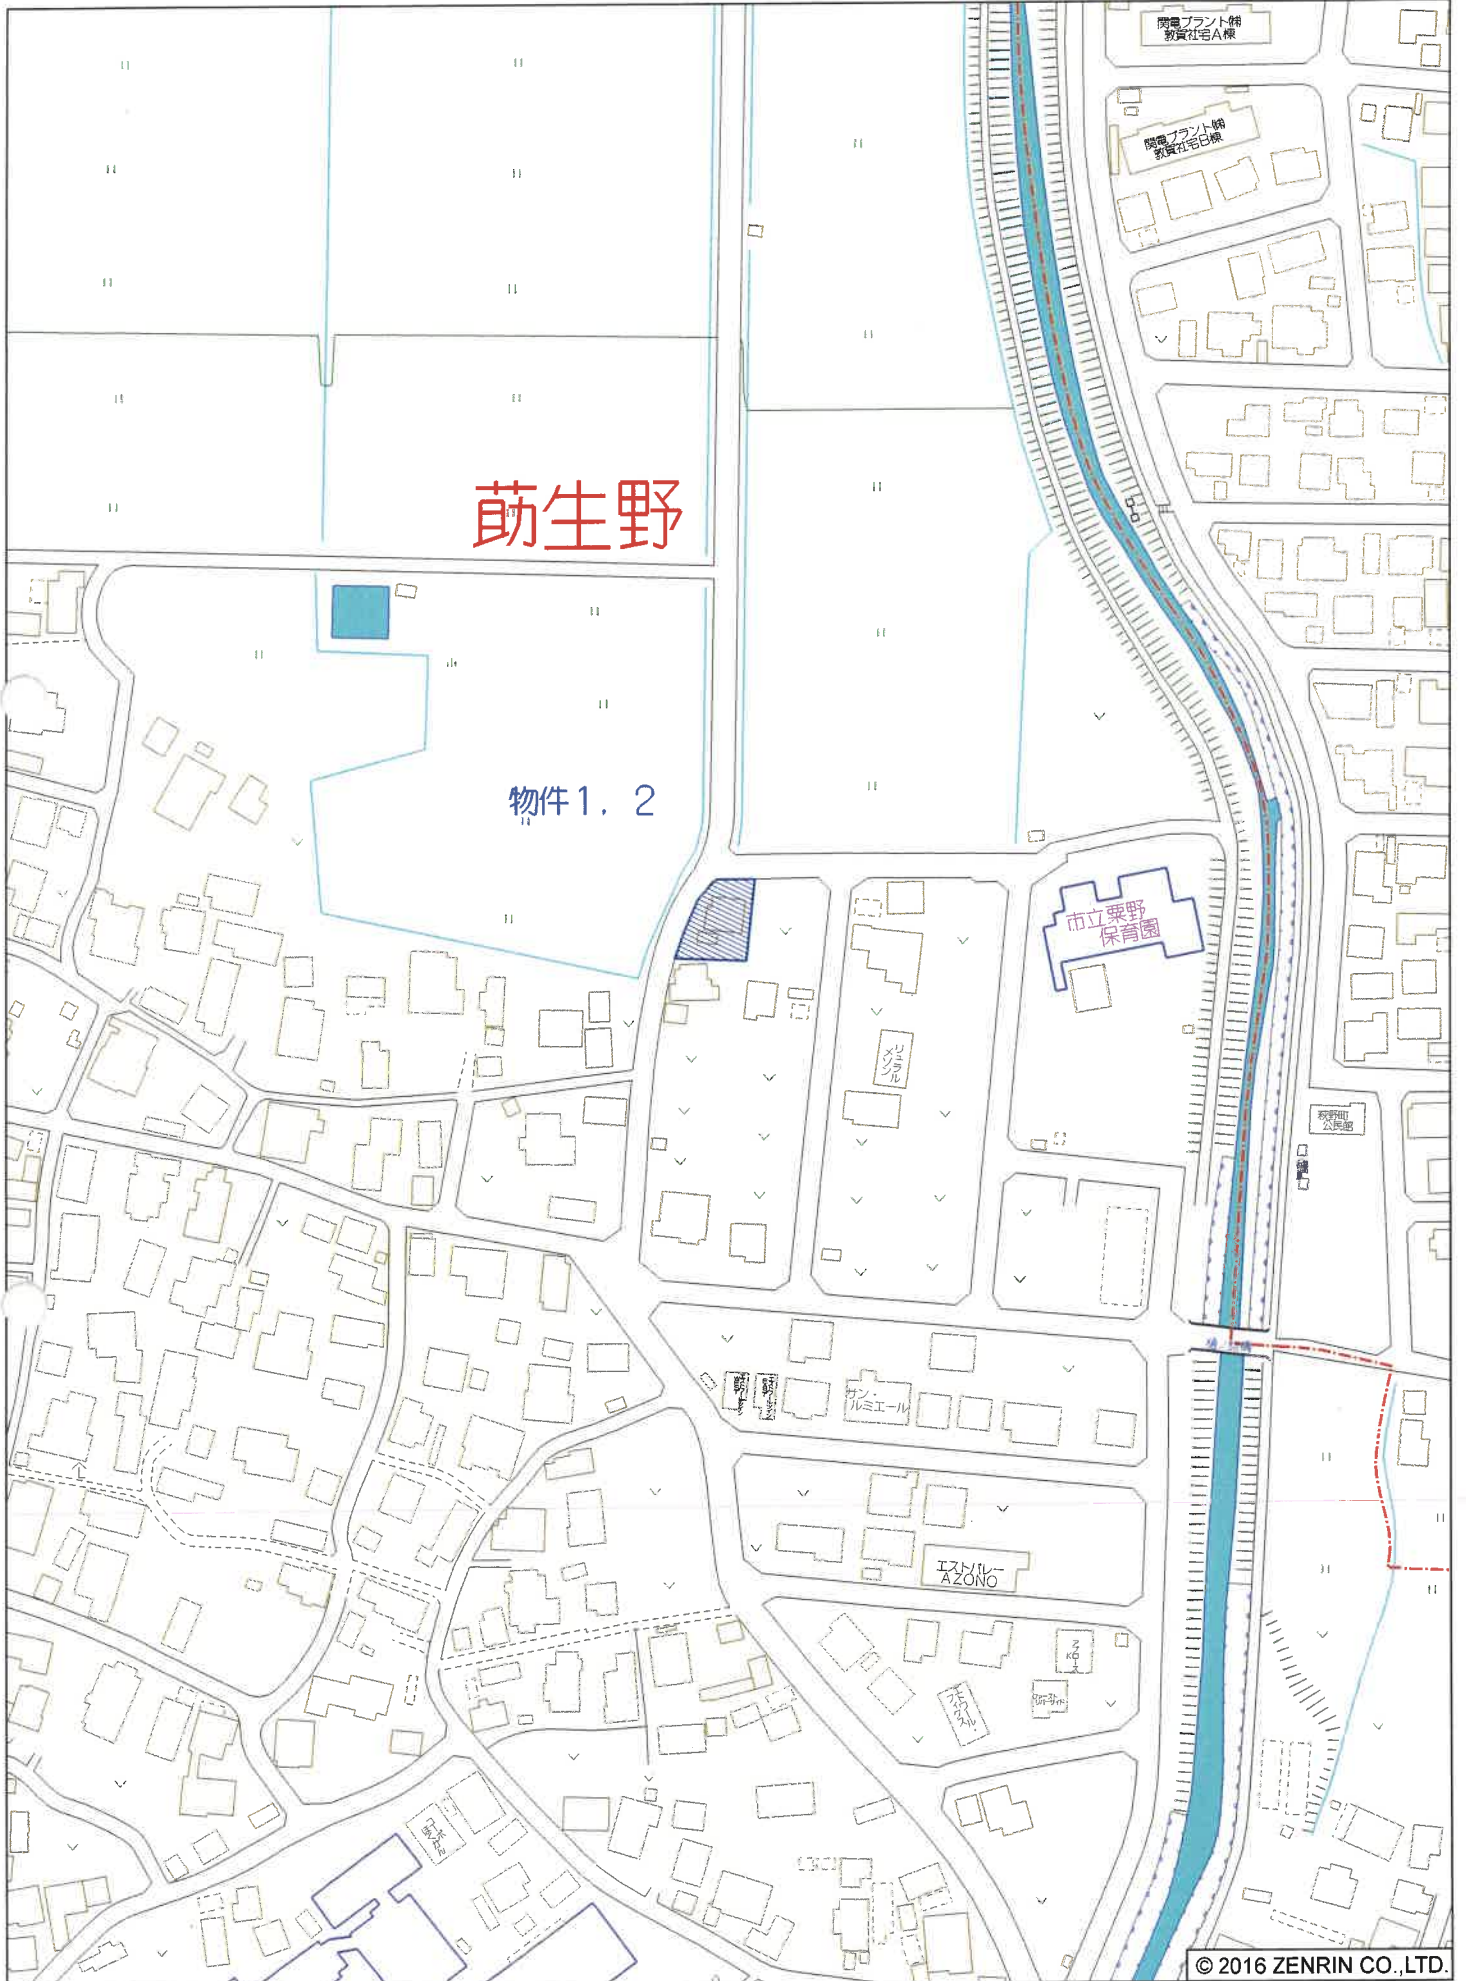 関電プラント㈱
敦賀社宅A棟
関電プラント㈱
敦賀社宅B棟
莇生野
物件1．2
市立粟野
保育園
リュラル
メゾン
萩野町
公民館
サン・
ルミエール
エストバレー
AZONO
© 2016 ZENRIN CO.,LTD.